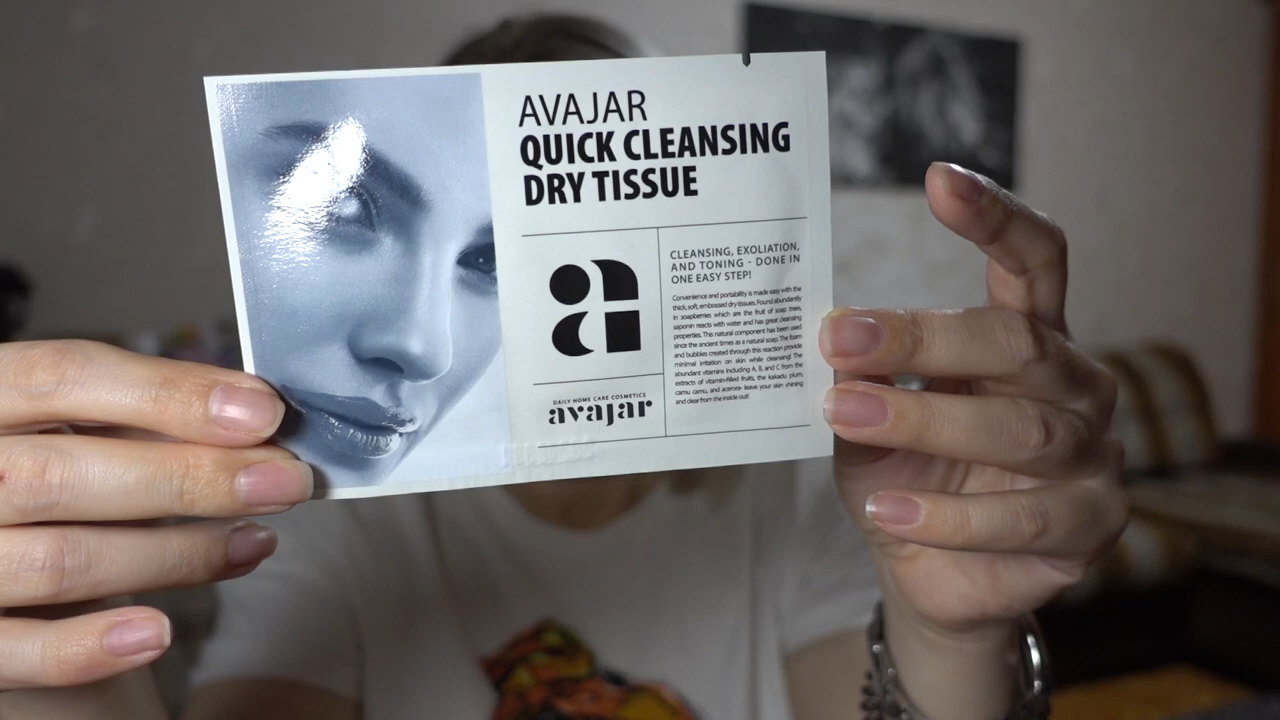 AVAJAR
QUICK CLEANSING
DRY TISSUE
CLEANSING, EXOLIATION,
AND TONING - DONE IN
ONE EASY STEP!
Convenience and portability is made easy with the
thick, soft, embossed dry tissues. Found abundantly
in soapberries which are the fruit of soap trees,
saponin reacts with water and has great cleansing
properties. This natural component has been used
since the ancient times as a natural soap. The foam
and bubbles created through this reaction provide
minimal irritation on skin while cleansing! The
abundant vitamins including A, B, and C from the
extracts of vitamin-filled fruits, the kakadu plum,
camu camu, and acerora- leave your skin shining
and clear from the inside out!
a
DAILY HOME CARE COSMETICS
avajar